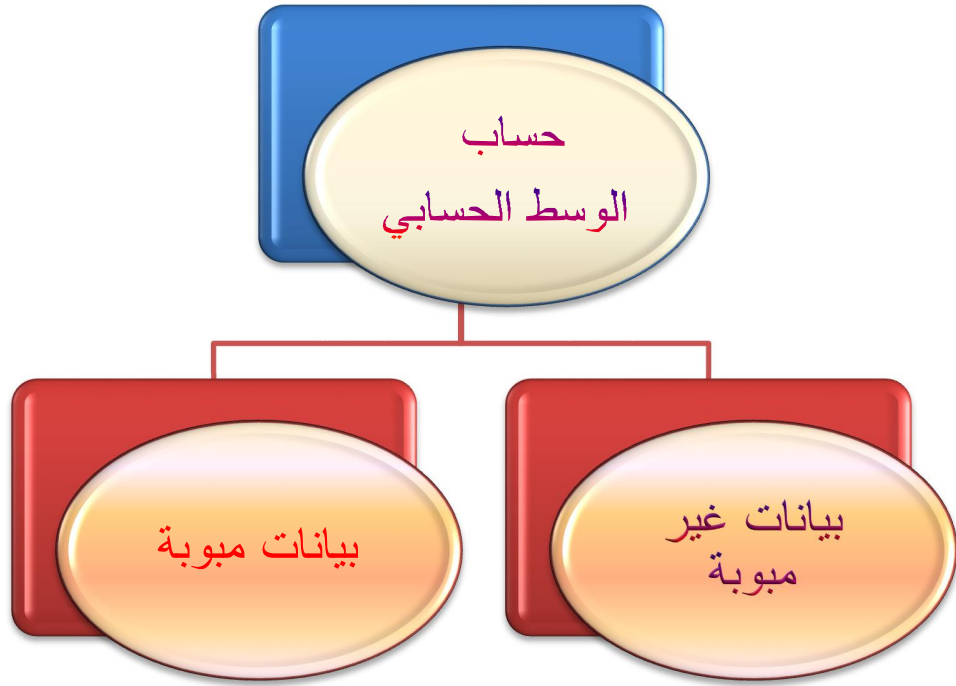 حساب
الوسط الحسابي
بيانات غير
مبوبة
بيانات مبوبة